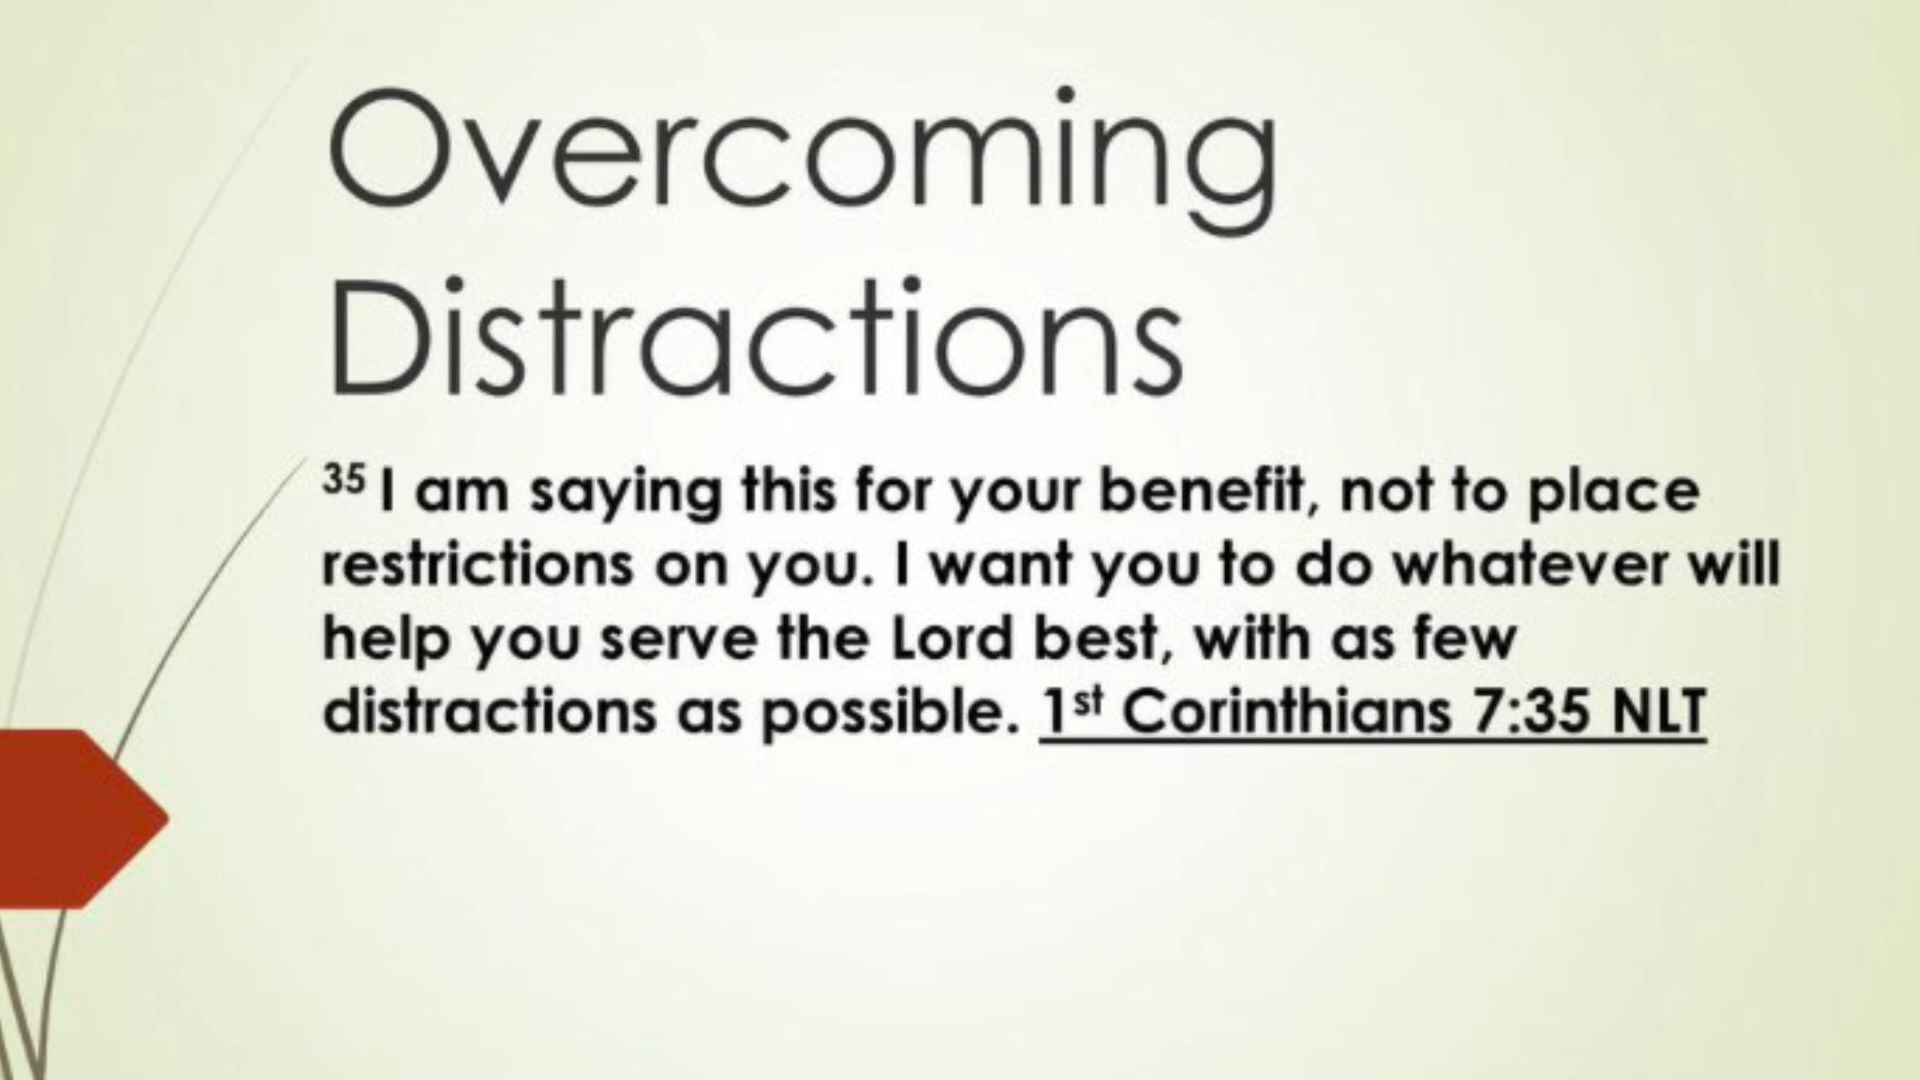 Overcoming
Distractions
35 I am saying this for your benefit, not to place
restrictions on you. I want you to do whatever will
help you serve the Lord best, with as few
distractions as possible. 1st Corinthians 7:35 NLT